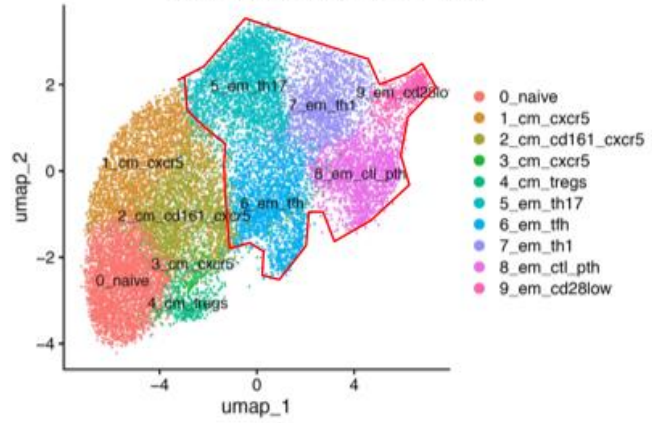 2
0
−2
−4
umap_2
−4
0
4
umap_1
5_em_th17
7_em_th1
9_em_cd28lo
1_cm_cxcr5
8_em_ctl_pth
6_em_tfh
2_cm_cd161_cxcr5
3_cm_cxcr5
0_naive
4_cm_tregs
0_naive
1_cm_cxcr5
2_cm_cd161_cxcr5
3_cm_cxcr5
4_cm_tregs
5_em_th17
6_em_tfh
7_em_th1
8_em_ctl_pth
9_em_cd28low